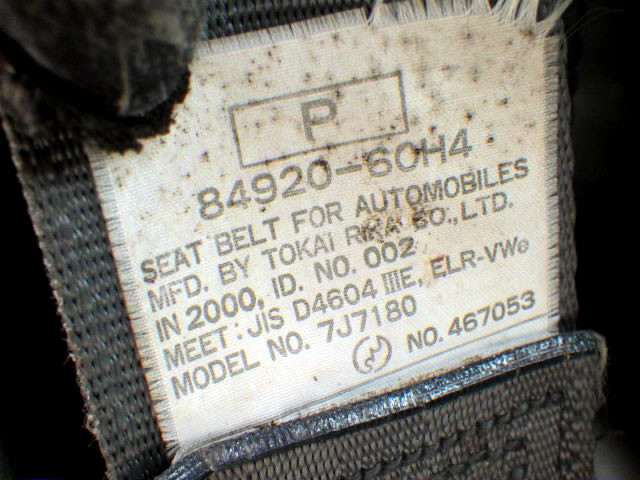 P
84920-60H4
SEAT BELT FOR AUTOMOBILES
MFD. BY TOKAI RIKA CO., LTD.
IN 2000, ID. NO. 002
MEET: JIS D4604 IIIE, ELR-VWe
MODEL NO. 7J7180
NO. 467053